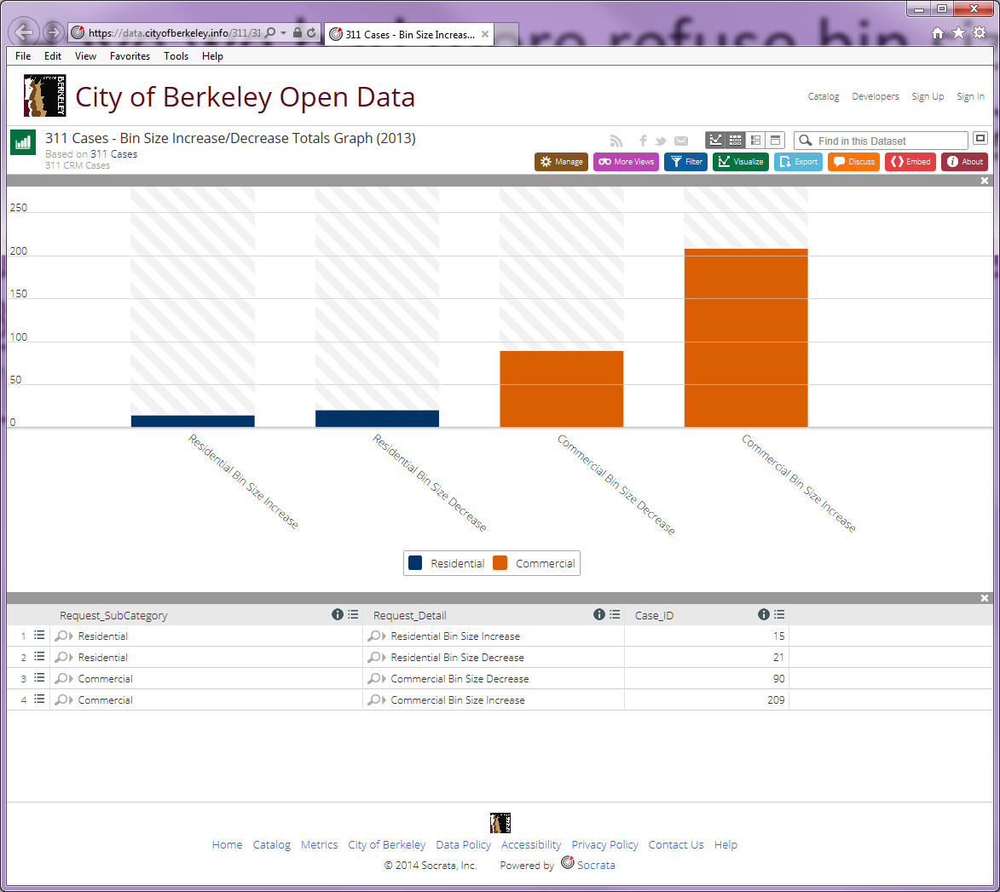 are refuse bin si
https://data.cityofberkeley.info/311/31
311 Cases - Bin Size Increas...
File Edit View Favorites Tools Help
BERKELEY
City of Berkeley Open Data
Catalog Developers Sign Up Sign In
311 Cases - Bin Size Increase/Decrease Totals Graph (2013)
Based on 311 Cases
311 CRM Cases
Find in this Dataset
Manage More Views Filter Visualize Export Discuss Embed About
250
200
150
100
50
0
Residential Bin Size Increase
Residential Bin Size Decrease
Commercial Bin Size Decrease
Commercial Bin Size Increase
Residential Commercial
Request_SubCategory Request_Detail Case_ID
1 Residential Residential Bin Size Increase 15
2 Residential Residential Bin Size Decrease 21
3 Commercial Commercial Bin Size Decrease 90
4 Commercial Commercial Bin Size Increase 209
Home Catalog Metrics City of Berkeley Data Policy Accessibility Privacy Policy Contact Us Help
© 2014 Socrata, Inc. Powered by Socrata